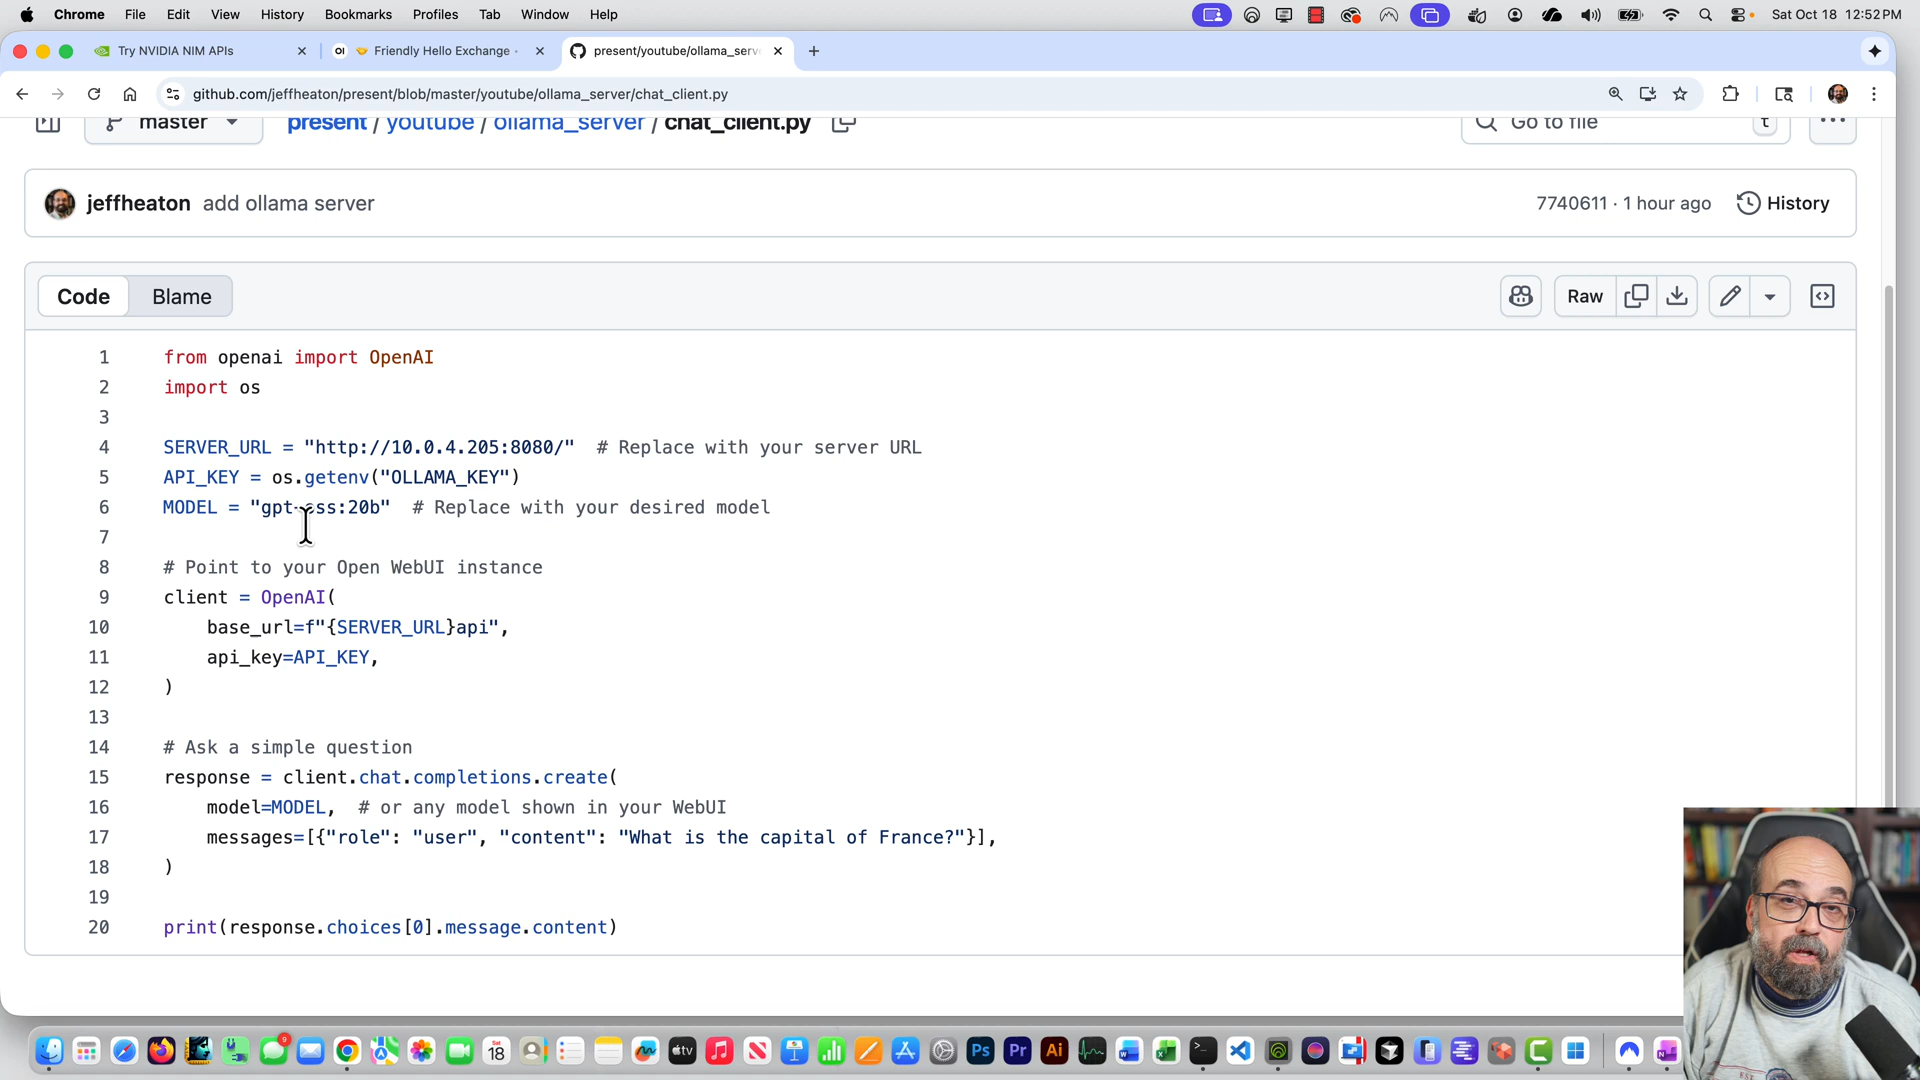 Chrome File Edit View History Bookmarks Profiles Tab Window Help Sat Oct 18 12:52 PM
Try NVIDIA NIM APIs Friendly Hello Exchange present/youtube/ollama_serv
github.com/jeffheaton/present/blob/master/youtube/ollama_server/chat_client.py
master present / youtube / ollama_server / chat_client.py Go to file t
jeffheaton add ollama server 7740611 · 1 hour ago History
Code Blame Raw
1 from openai import OpenAI
2 import os
3
4 SERVER_URL = "http://10.0.4.205:8080/" # Replace with your server URL
5 API_KEY = os.getenv("OLLAMA_KEY")
6 MODEL = "gpt-oss:20b" # Replace with your desired model
7
8 # Point to your Open WebUI instance
9 client = OpenAI(
10 base_url=f"{SERVER_URL}api",
11 api_key=API_KEY,
12 )
13
14 # Ask a simple question
15 response = client.chat.completions.create(
16 model=MODEL, # or any model shown in your WebUI
17 messages=[{"role": "user", "content": "What is the capital of France?"}],
18 )
19
20 print(response.choices[0].message.content)